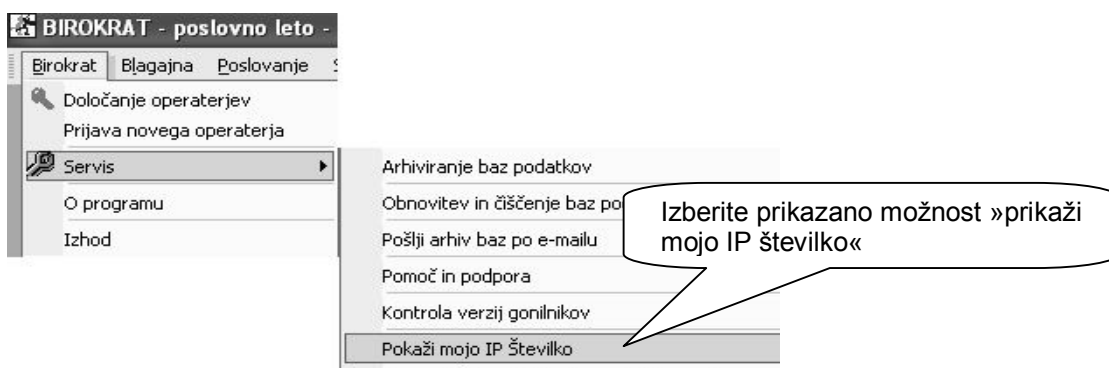 BIROKRAT - poslovno leto -
Birokrat Blagajna Poslovanje
Določanje operaterjev
Prijava novega operaterja
Servis
O programu
Izhod
Arhiviranje baz podatkov
Obnovitev in čiščenje baz po
Pošlji arhiv baz po e-mailu
Pomoč in podpora
Kontrola verzij gonilnikov
Pokaži mojo IP Številko
Izberite prikazano možnost »prikaži
mojo IP številko«